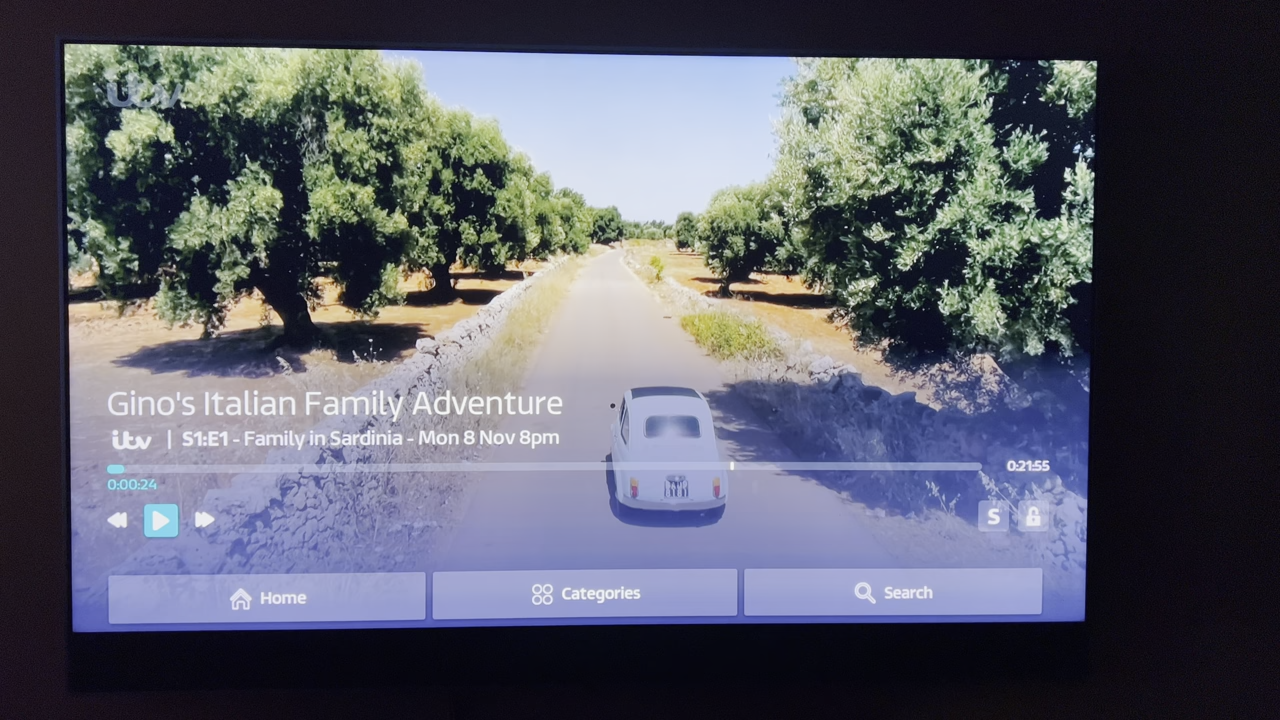 itv
Gino's Italian Family Adventure
itv | S1:E1 - Family in Sardinia - Mon 8 Nov 8pm
0:21:55
0:00:24
S
Home
Categories
Search